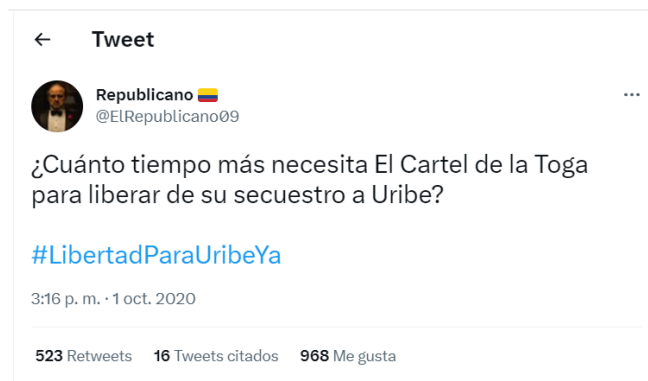 ← Tweet
Republicano 🇨🇴
@ElRepublicano09
¿Cuánto tiempo más necesita El Cartel de la Toga
para liberar de su secuestro a Uribe?
#LibertadParaUribeYa
3:16 p. m. · 1 oct. 2020
523 Retweets 16 Tweets citados 968 Me gusta